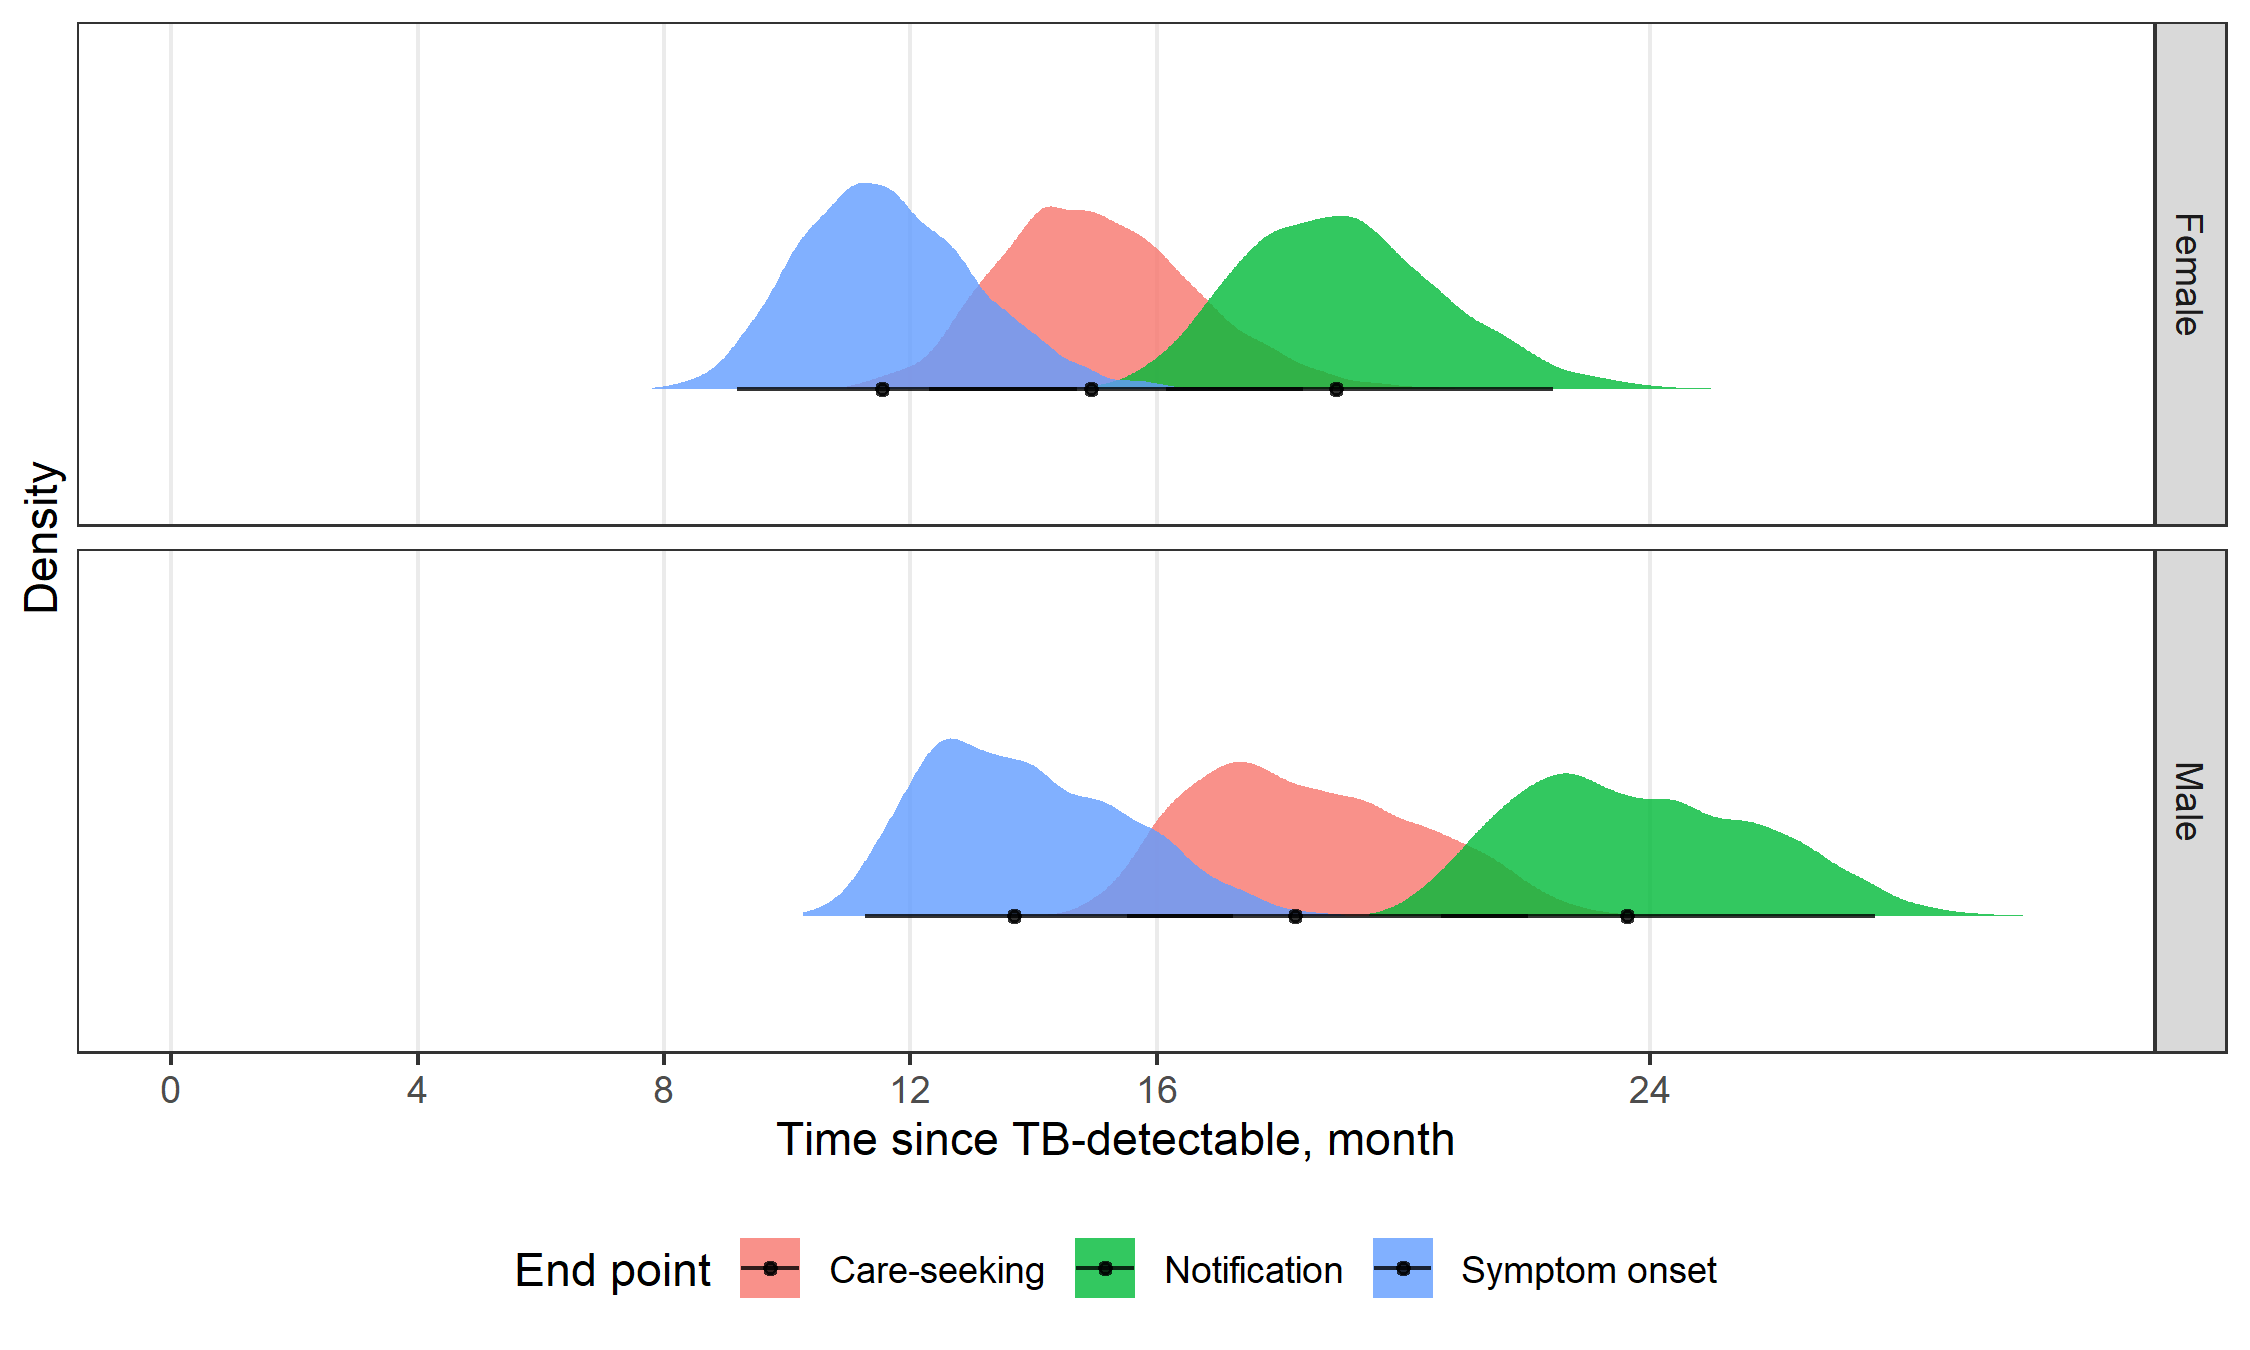 Density
Female
Male
0 4 8 12 16 24
Time since TB-detectable, month
End point Care-seeking Notification Symptom onset